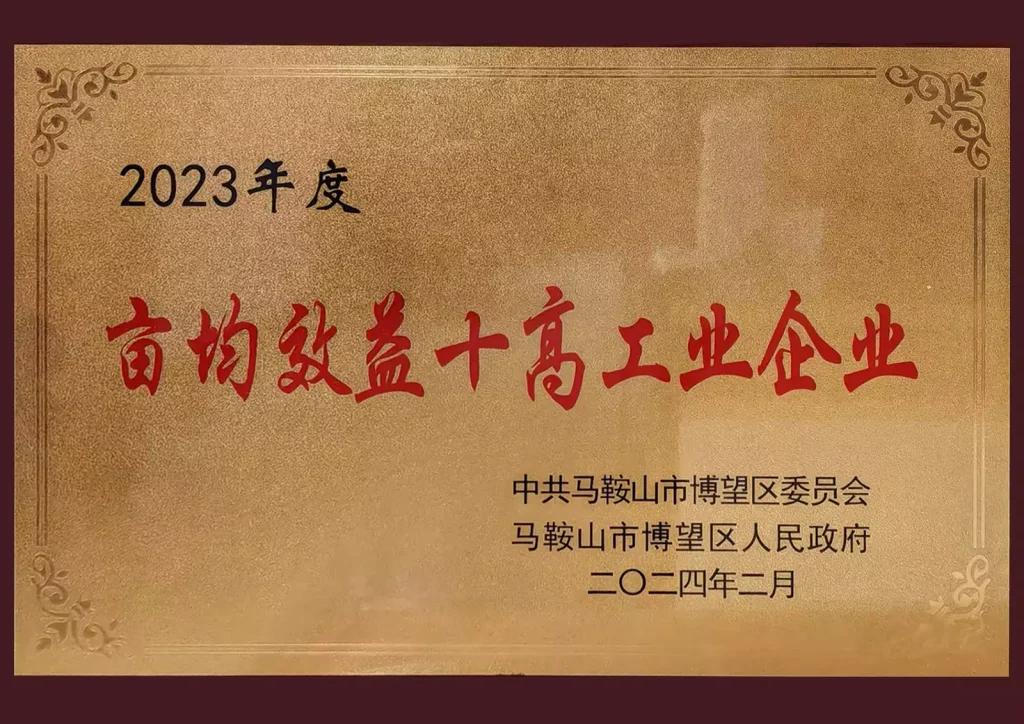 2023年度
亩均效益十高工业企业
中共马鞍山市博望区委员会
马鞍山市博望区人民政府
二〇二四年二月